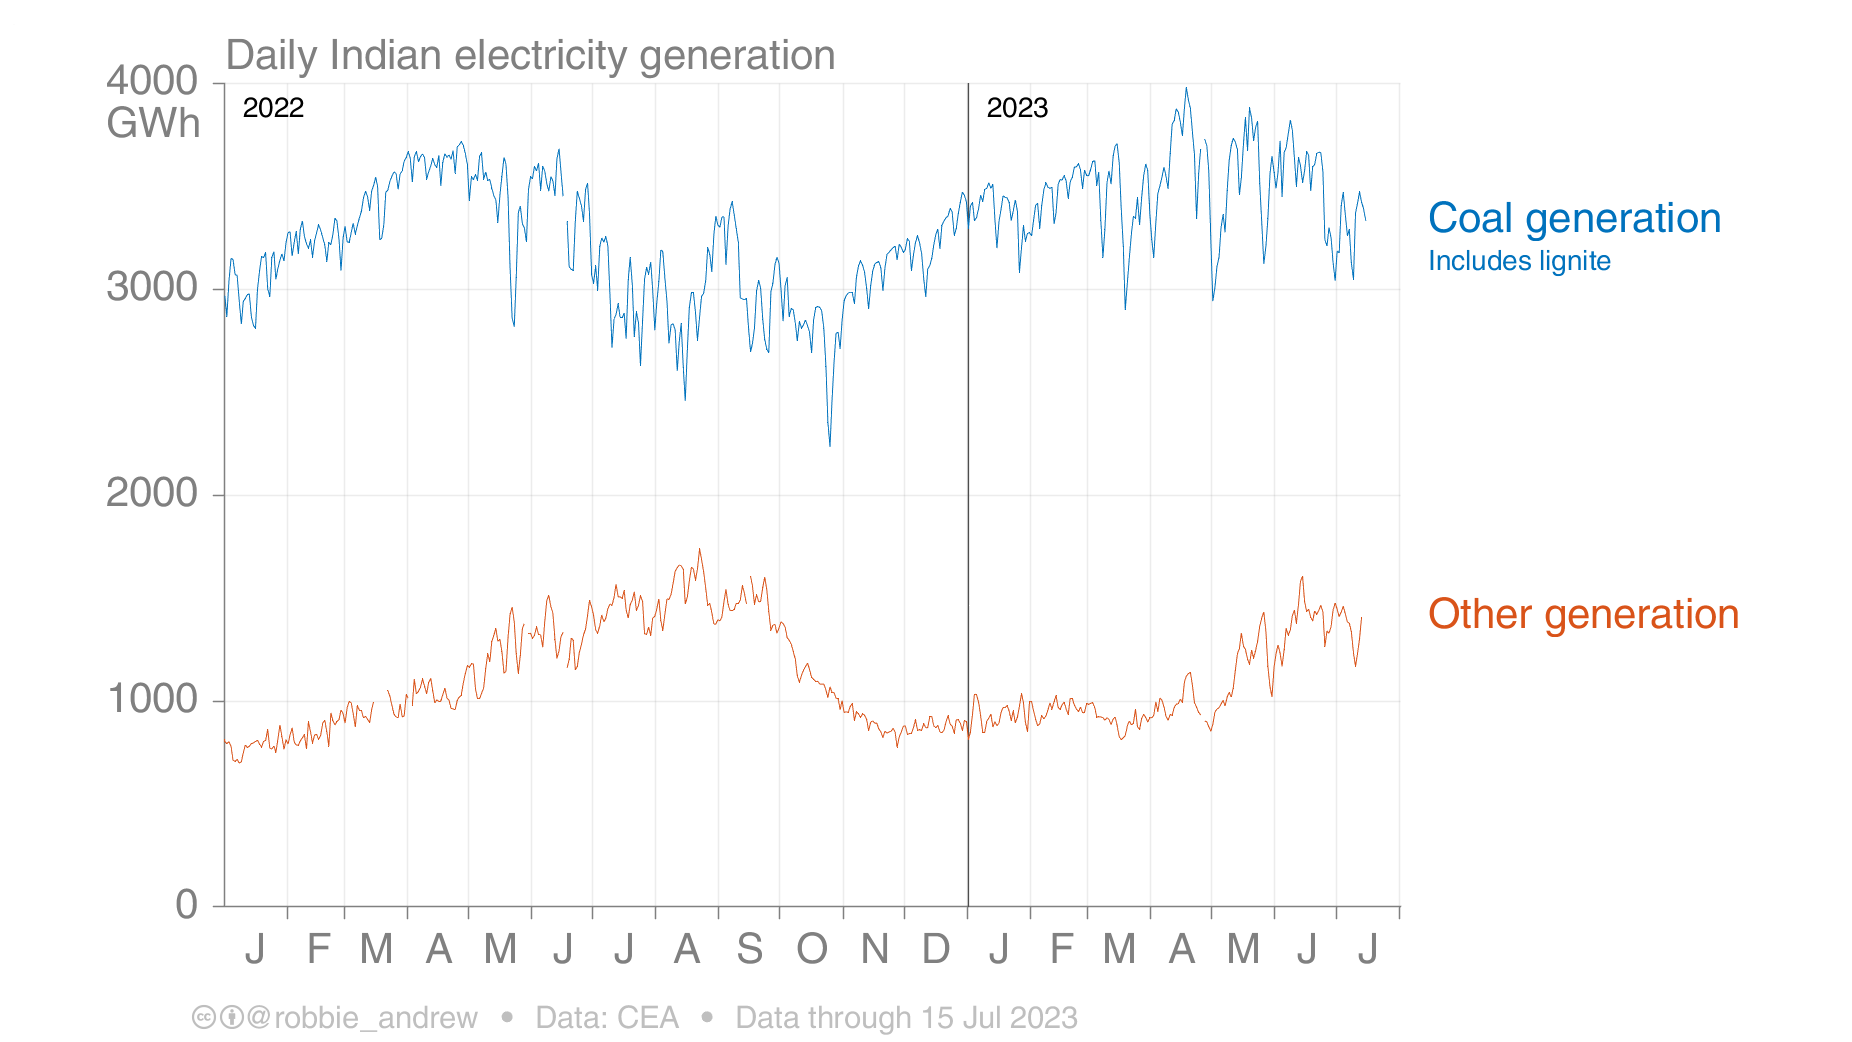 Daily Indian electricity generation
4000
GWh
2022
2023
3000
2000
1000
0
Coal generation
Includes lignite
Other generation
J F M A M J J A S O N D J F M A M J J
@robbie_andrew • Data: CEA • Data through 15 Jul 2023